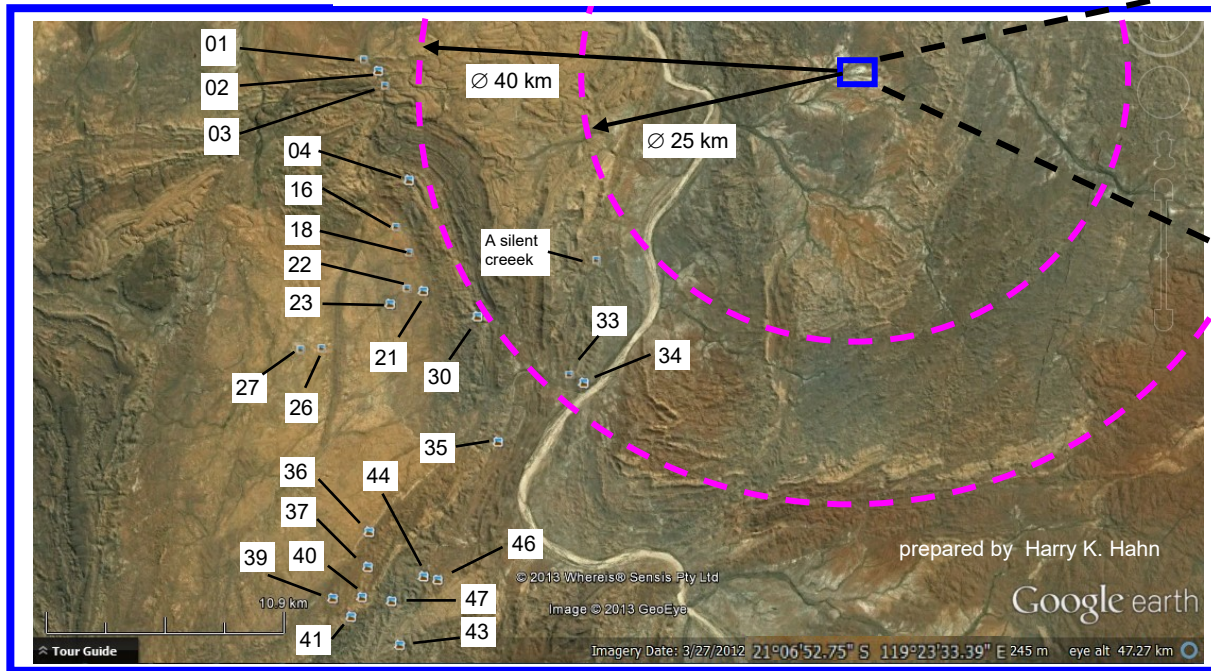 01
02
03
Ø 40 km
Ø 25 km
04
16
18
22
23
A silent
creeek
33
34
21
30
27
26
35
36
44
37
46
39
40
47
41
43
prepared by Harry K. Hahn
© 2013 Whereis® Sensis Pty Ltd
Image © 2013 GeoEye
Google earth
10.9 km
Tour Guide
Imagery Date: 3/27/2012 21°06'52.75" S 119°23'33.39" E 245 m eye alt 47.27 km